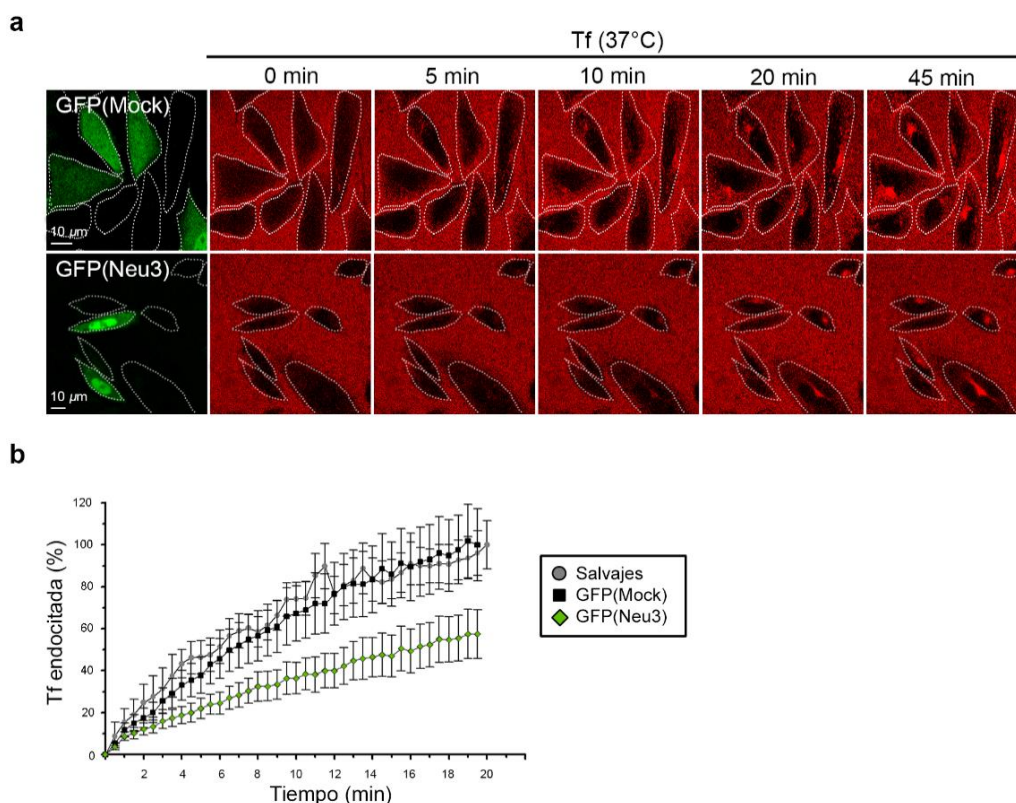 a
Tf (37°C)
0 min
5 min
10 min
20 min
45 min
GFP(Mock)
10 µm
GFP(Neu3)
10 µm
b
120
100
80
60
40
20
0
Tf endocitada (%)
2 4 6 8 10 12 14 16 18 20
Tiempo (min)
Salvajes
GFP(Mock)
GFP(Neu3)